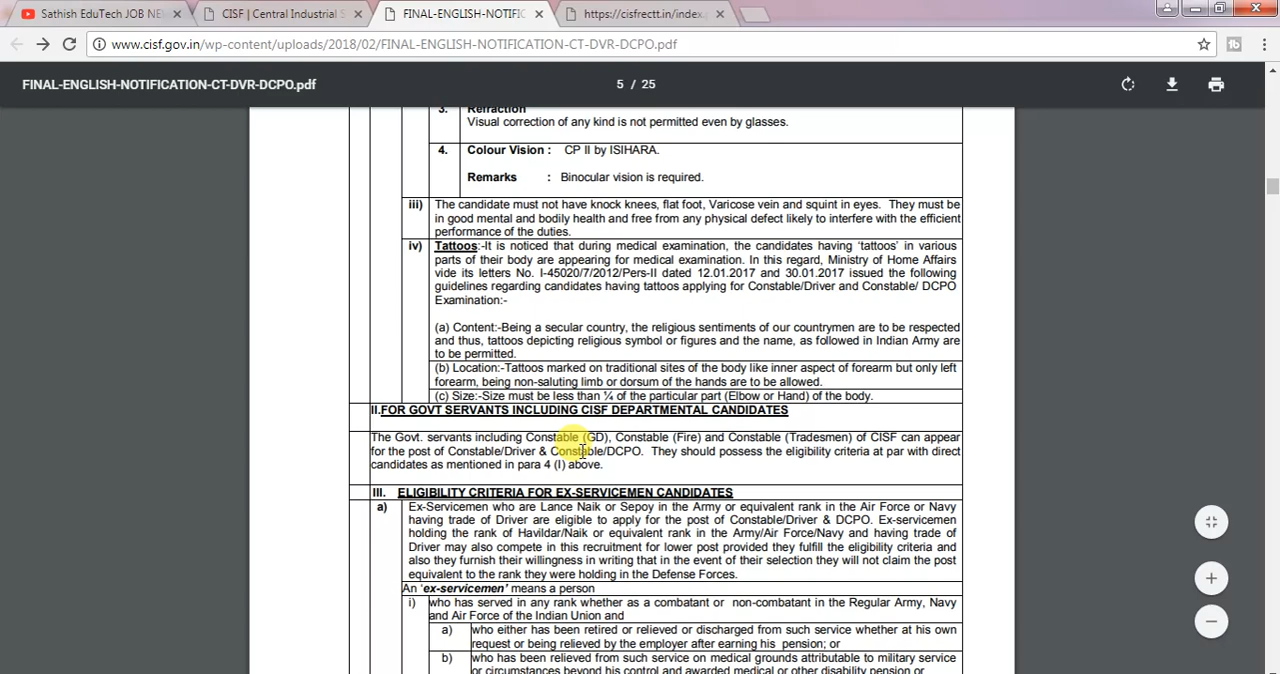 Sathish EduTech JOB NE
CISF | Central Industrial S
FINAL-ENGLISH-NOTIFIC
https://cisfrectt.in/index.
www.cisf.gov.in/wp-content/uploads/2018/02/FINAL-ENGLISH-NOTIFICATION-CT-DVR-DCPO.pdf
FINAL-ENGLISH-NOTIFICATION-CT-DVR-DCPO.pdf
5 / 25
3. Refraction
Visual correction of any kind is not permitted even by glasses.
4. Colour Vision : CP II by ISIHARA.
Remarks : Binocular vision is required.
iii) The candidate must not have knock knees, flat foot, Varicose vein and squint in eyes. They must be
in good mental and bodily health and free from any physical defect likely to interfere with the efficient
performance of the duties.
iv) Tattoos:-It is noticed that during medical examination, the candidates having 'tattoos' in various
parts of their body are appearing for medical examination. In this regard, Ministry of Home Affairs
vide its letters No. I-45020/7/2012/Pers-II dated 12.01.2017 and 30.01.2017 issued the following
guidelines regarding candidates having tattoos applying for Constable/Driver and Constable/ DCPO
Examination:-
(a) Content:-Being a secular country, the religious sentiments of our countrymen are to be respected
and thus, tattoos depicting religious symbol or figures and the name, as followed in Indian Army are
to be permitted.
(b) Location:-Tattoos marked on traditional sites of the body like inner aspect of forearm but only left
forearm, being non-saluting limb or dorsum of the hands are to be allowed.
(c) Size:-Size must be less than ¼ of the particular part (Elbow or Hand) of the body.
II.FOR GOVT SERVANTS INCLUDING CISF DEPARTMENTAL CANDIDATES
The Govt. servants including Constable (GD), Constable (Fire) and Constable (Tradesmen) of CISF can appear
for the post of Constable/Driver & Constable/DCPO. They should possess the eligibility criteria at par with direct
candidates as mentioned in para 4 (I) above.
III. ELIGIBILITY CRITERIA FOR EX-SERVICEMEN CANDIDATES
a) Ex-Servicemen who are Lance Naik or Sepoy in the Army or equivalent rank in the Air Force or Navy
having trade of Driver are eligible to apply for the post of Constable/Driver & DCPO. Ex-servicemen
holding the rank of Havildar/Naik or equivalent rank in the Army/Air Force/Navy and having trade of
Driver may also compete in this recruitment for lower post provided they fulfill the eligibility criteria and
also they furnish their willingness in writing that in the event of their selection they will not claim the post
equivalent to the rank they were holding in the Defense Forces.
An 'ex-servicemen' means a person
i) who has served in any rank whether as a combatant or non-combatant in the Regular Army, Navy
and Air Force of the Indian Union and
a) who either has been retired or relieved or discharged from such service whether at his own
request or being relieved by the employer after earning his pension; or
b) who has been relieved from such service on medical grounds attributable to military service
or circumstances beyond his control and awarded medical or other disability pension or